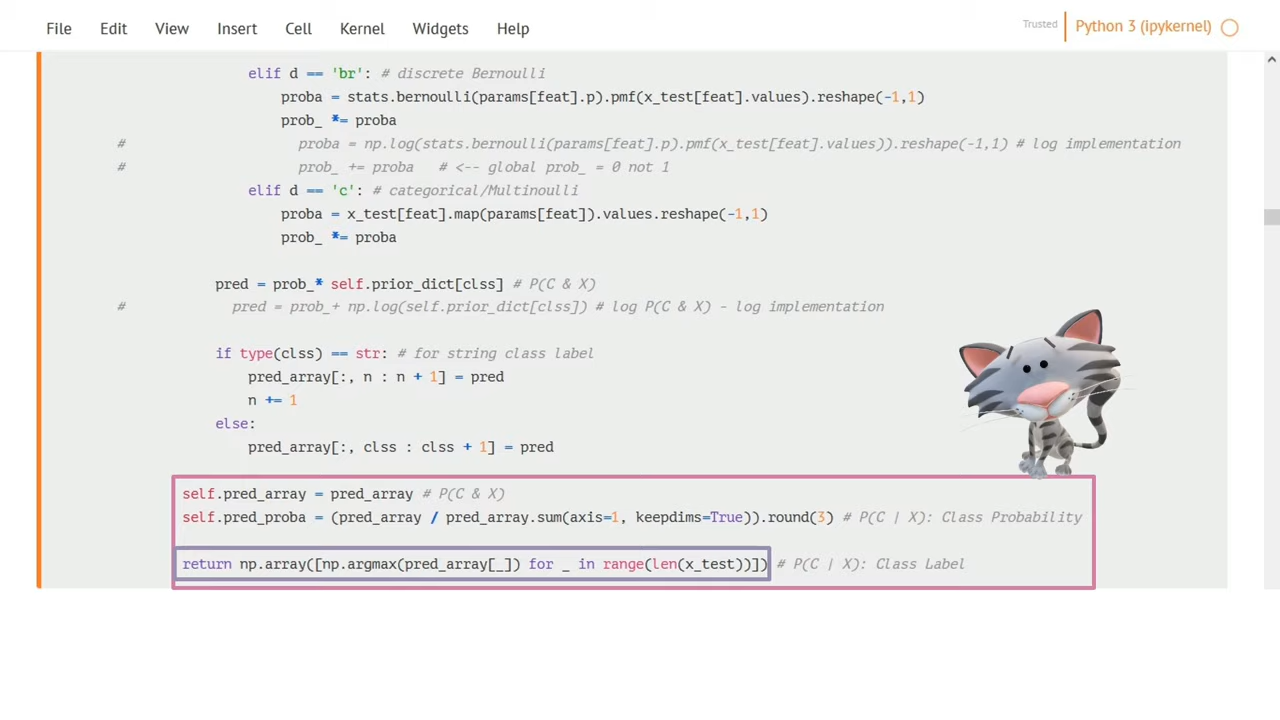 File Edit View Insert Cell Kernel Widgets Help Trusted Python 3 (ipykernel)
elif d == 'br': # discrete Bernoulli
proba = stats.bernoulli(params[feat].p).pmf(x_test[feat].values).reshape(-1,1)
prob_ *= proba
# proba = np.log(stats.bernoulli(params[feat].p).pmf(x_test[feat].values)).reshape(-1,1) # log implementation
# prob_ += proba # <-- global prob_ = 0 not 1
elif d == 'c': # categorical/Multinoulli
proba = x_test[feat].map(params[feat]).values.reshape(-1,1)
prob_ *= proba
pred = prob_* self.prior_dict[clss] # P(C & X)
# pred = prob_+ np.log(self.prior_dict[clss]) # log P(C & X) - log implementation
if type(clss) == str: # for string class label
pred_array[:, n : n + 1] = pred
n += 1
else:
pred_array[:, clss : clss + 1] = pred
self.pred_array = pred_array # P(C & X)
self.pred_proba = (pred_array / pred_array.sum(axis=1, keepdims=True)).round(3) # P(C | X): Class Probability
return np.array([np.argmax(pred_array[_]) for _ in range(len(x_test))]) # P(C | X): Class Label